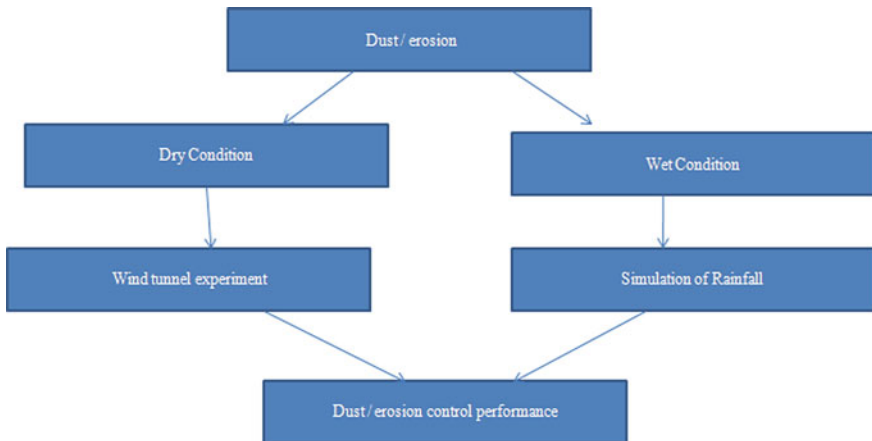 Dust / erosion
Dry Condition
Wet Condition
Wind tunnel experiment
Simulation of Rainfall
Dust / erosion control performance